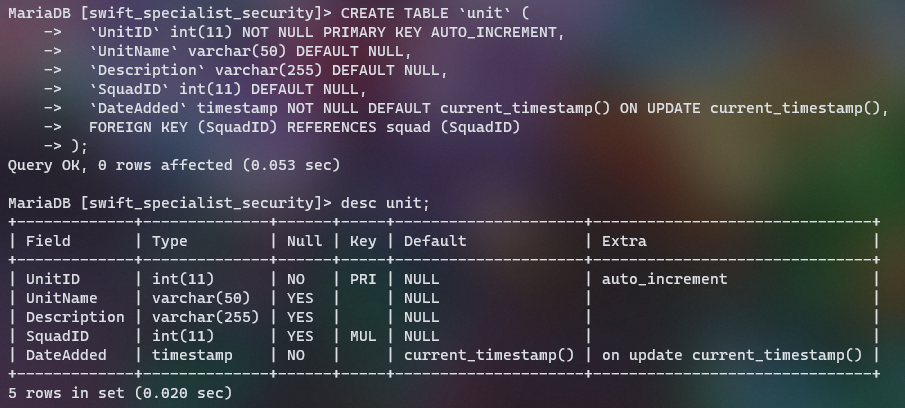 MariaDB [swift_specialist_security]> CREATE TABLE `unit` (
    ->   `UnitID` int(11) NOT NULL PRIMARY KEY AUTO_INCREMENT,
    ->   `UnitName` varchar(50) DEFAULT NULL,
    ->   `Description` varchar(255) DEFAULT NULL,
    ->   `SquadID` int(11) DEFAULT NULL,
    ->   `DateAdded` timestamp NOT NULL DEFAULT current_timestamp() ON UPDATE current_timestamp(),
    ->   FOREIGN KEY (SquadID) REFERENCES squad (SquadID)
    -> );
Query OK, 0 rows affected (0.053 sec)

MariaDB [swift_specialist_security]> desc unit;
+-------------+--------------+------+-----+---------------------+-------------------------------+
| Field       | Type         | Null | Key | Default             | Extra                         |
+-------------+--------------+------+-----+---------------------+-------------------------------+
| UnitID      | int(11)      | NO   | PRI | NULL                | auto_increment                |
| UnitName    | varchar(50)  | YES  |     | NULL                |                               |
| Description | varchar(255) | YES  |     | NULL                |                               |
| SquadID     | int(11)      | YES  | MUL | NULL                |                               |
| DateAdded   | timestamp    | NO   |     | current_timestamp() | on update current_timestamp() |
+-------------+--------------+------+-----+---------------------+-------------------------------+
5 rows in set (0.020 sec)